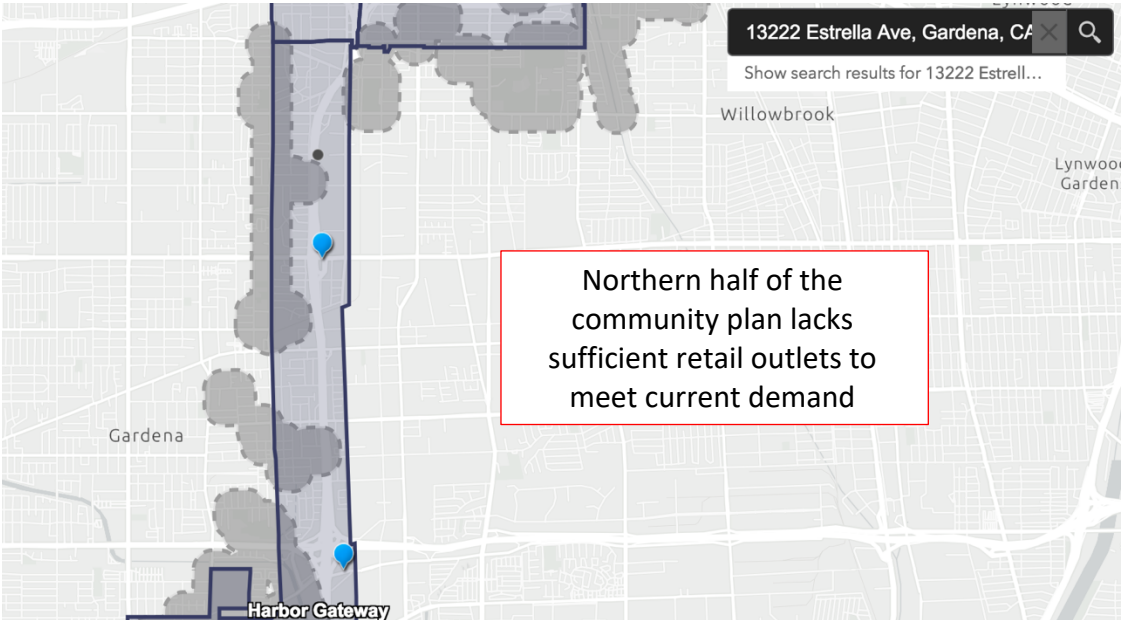 13222 Estrella Ave, Gardena, CA
Show search results for 13222 Estrell...
Willowbrook
Lynwood
Garden
Northern half of the
community plan lacks
sufficient retail outlets to
meet current demand
Gardena
Harbor Gateway